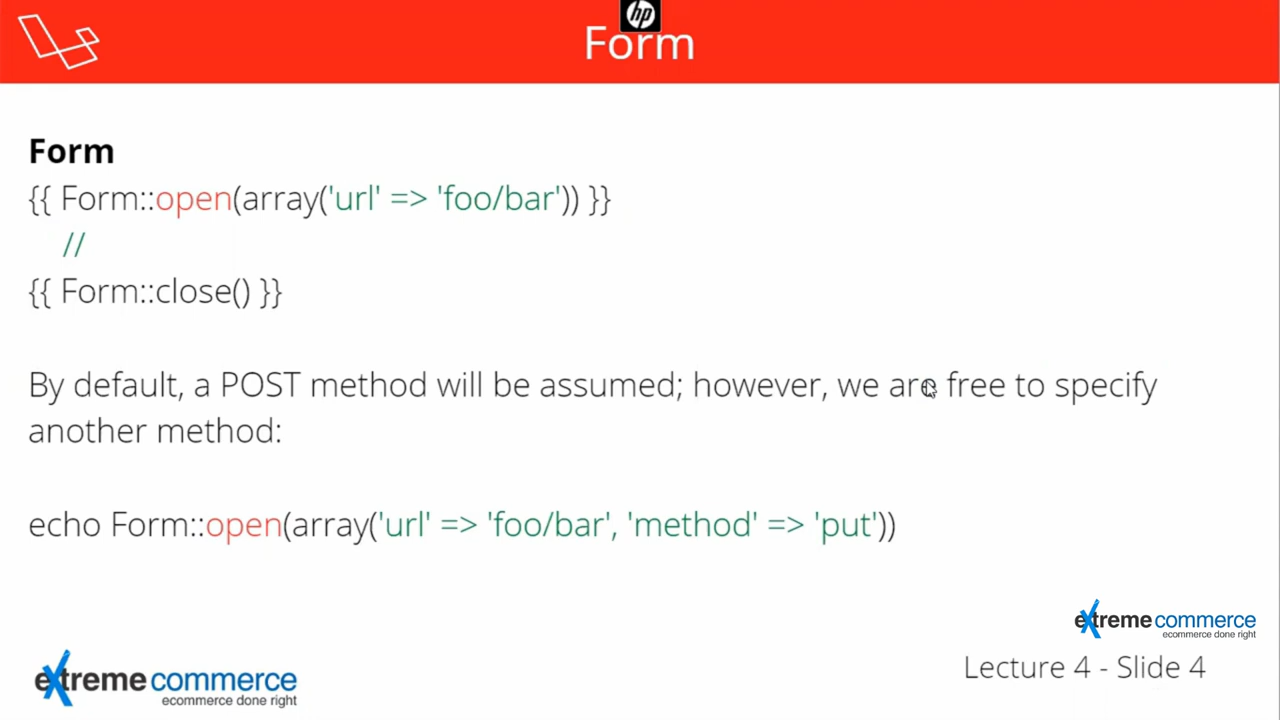 hp
Form
Form
{{ Form::open(array('url' => 'foo/bar')) }}
//
{{ Form::close() }}
By default, a POST method will be assumed; however, we are free to specify
another method:
echo Form::open(array('url' => 'foo/bar', 'method' => 'put'))
extreme commerce
ecommerce done right
Lecture 4 - Slide 4
extreme commerce
ecommerce done right